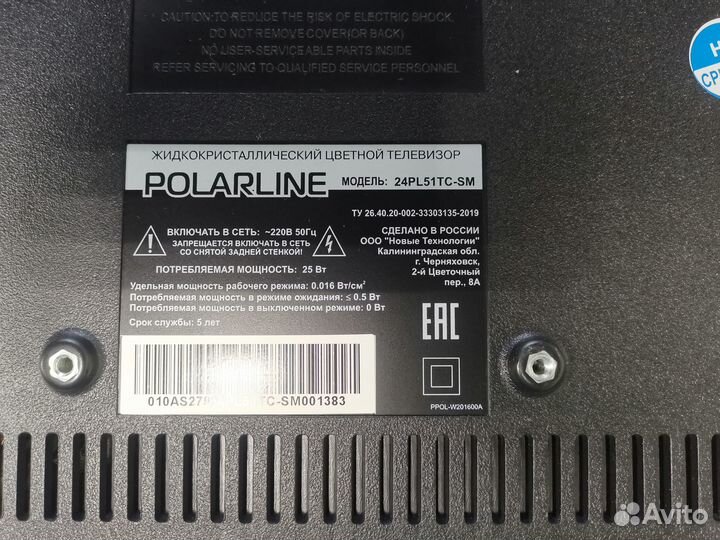 CAUTION:TO REDUCE THE RISK OF ELECTRIC SHOCK,
DO NOT REMOVE COVER(OR BACK)
NO USER-SERVICEABLE PARTS INSIDE
REFER SERVICING TO QUALIFIED SERVICE PERSONNEL
ЖИДКОКРИСТАЛЛИЧЕСКИЙ ЦВЕТНОЙ ТЕЛЕВИЗОР
POLARLINE МОДЕЛЬ: 24PL51TC-SM
ТУ 26.40.20-002-33303135-2019
ВКЛЮЧАТЬ В СЕТЬ: ~220В 50Гц
ЗАПРЕЩАЕТСЯ ВКЛЮЧАТЬ В СЕТЬ
СО СНЯТОЙ ЗАДНЕЙ СТЕНКОЙ!
ПОТРЕБЛЯЕМАЯ МОЩНОСТЬ: 25 Вт
СДЕЛАНО В РОССИИ
ООО "Новые Технологии"
Калининградская обл.
г. Черняховск,
2-й Цветочный
пер., 8А
Удельная мощность рабочего режима: 0.016 Вт/см²
Потребляемая мощность в режиме ожидания: ≤ 0.5 Вт
Потребляемая мощность в выключенном режиме: 0 Вт
Срок службы: 5 лет
EAC
PPOL-W201600A
Avito